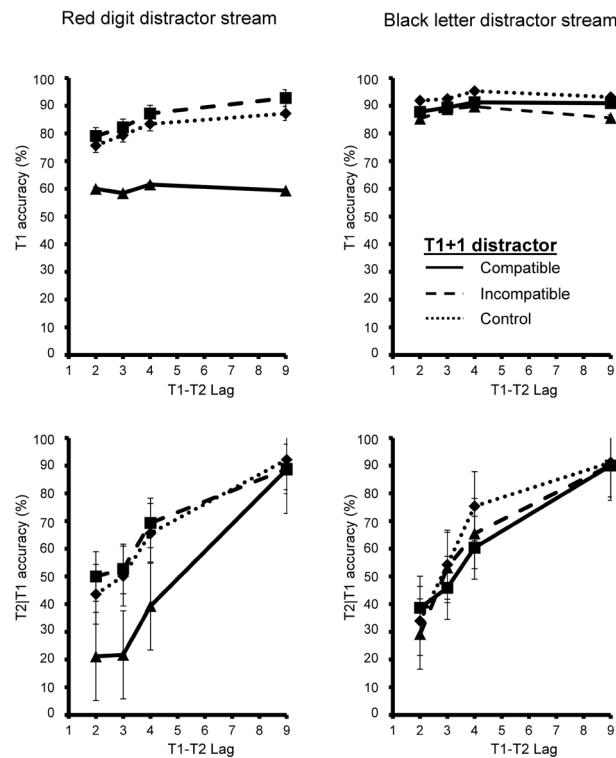 Red digit distractor stream
Black letter distractor stream
T1 accuracy (%)
100
90
80
70
60
50
40
30
20
10
0
1 2 3 4 5 6 7 8 9
T1-T2 Lag
T1 accuracy (%)
100
90
80
70
60
50
40
30
20
10
0
T1+1 distractor
Compatible
Incompatible
Control
1 2 3 4 5 6 7 8 9
T1-T2 Lag
T2|T1 accuracy (%)
100
90
80
70
60
50
40
30
20
10
0
1 2 3 4 5 6 7 8 9
T1-T2 Lag
T2|T1 accuracy (%)
100
90
80
70
60
50
40
30
20
10
0
1 2 3 4 5 6 7 8 9
T1-T2 Lag